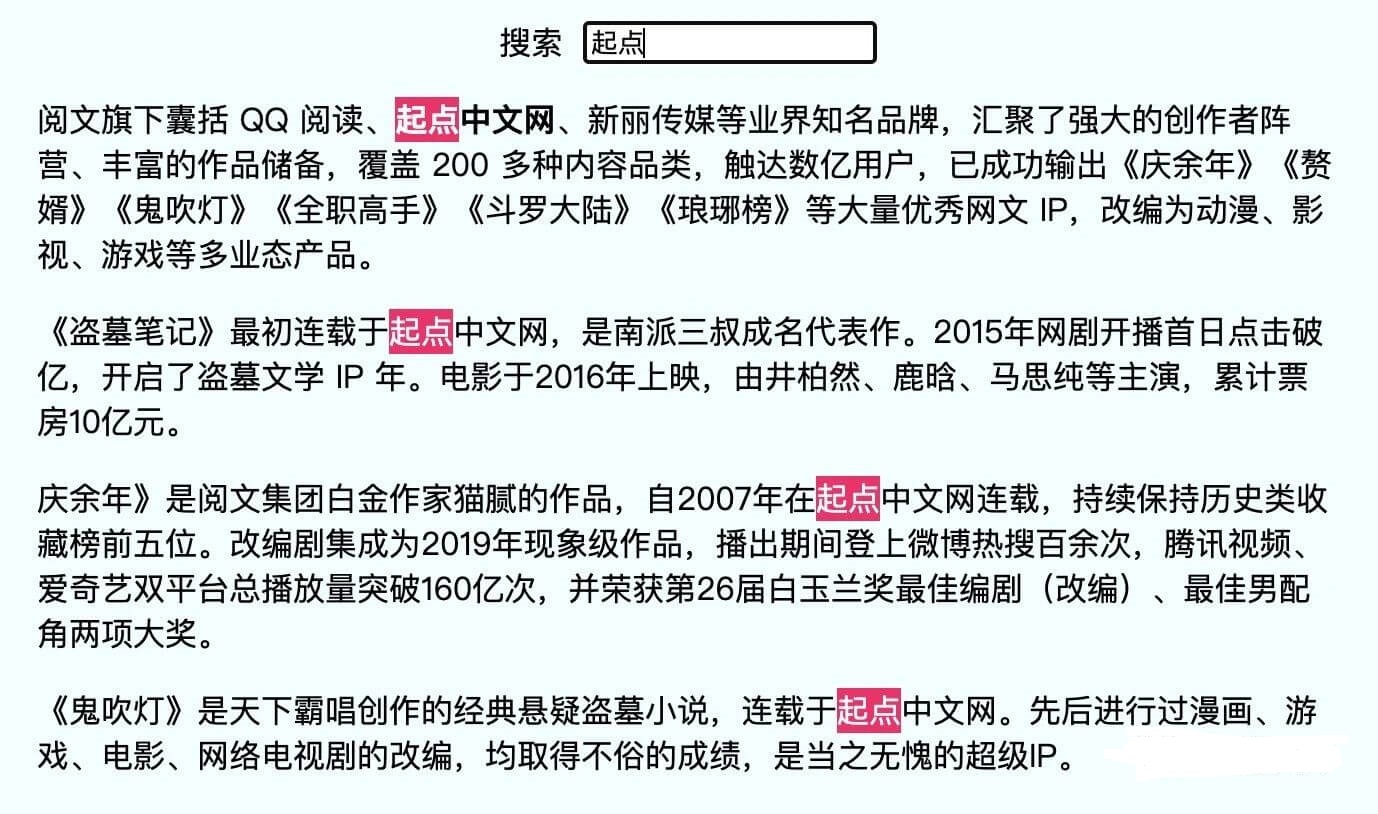 搜索 起点
阅文旗下囊括 QQ 阅读、起点中文网、新丽传媒等业界知名品牌，汇聚了强大的创作者阵
营、丰富的作品储备，覆盖 200 多种内容品类，触达数亿用户，已成功输出《庆余年》《赘
婿》《鬼吹灯》《全职高手》《斗罗大陆》《琅琊榜》等大量优秀网文 IP，改编为动漫、影
视、游戏等多业态产品。
《盗墓笔记》最初连载于起点中文网，是南派三叔成名代表作。2015年网剧开播首日点击破
亿，开启了盗墓文学 IP 年。电影于2016年上映，由井柏然、鹿晗、马思纯等主演，累计票
房10亿元。
庆余年》是阅文集团白金作家猫腻的作品，自2007年在起点中文网连载，持续保持历史类收
藏榜前五位。改编剧集成为2019年现象级作品，播出期间登上微博热搜百余次，腾讯视频、
爱奇艺双平台总播放量突破160亿次，并荣获第26届白玉兰奖最佳编剧（改编）、最佳男配
角两项大奖。
《鬼吹灯》是天下霸唱创作的经典悬疑盗墓小说，连载于起点中文网。先后进行过漫画、游
戏、电影、网络电视剧的改编，均取得不俗的成绩，是当之无愧的超级IP。